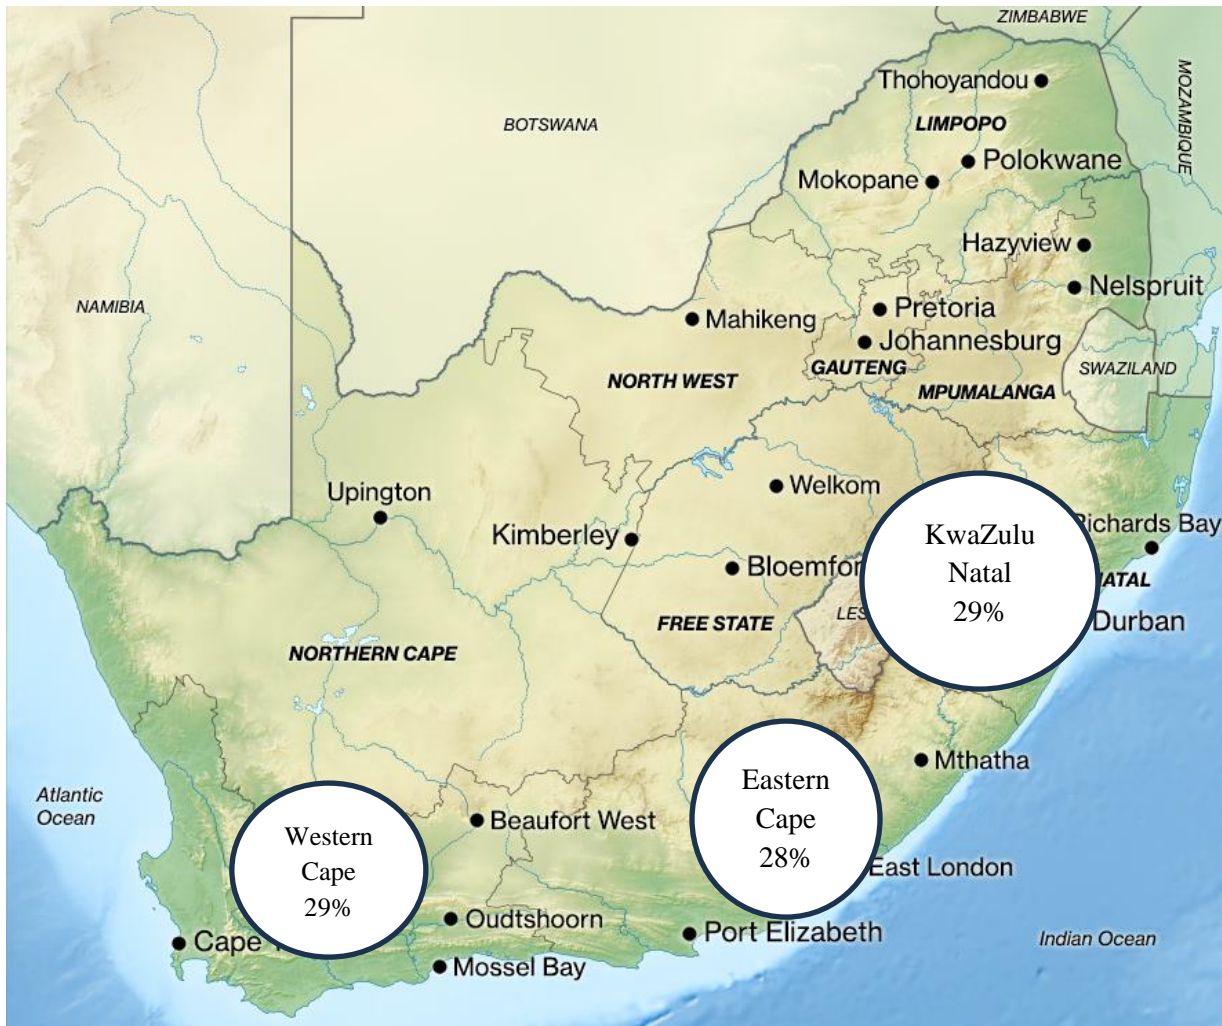 ZIMBABWE
Thohoyandou
MOZAMBIQUE
LIMPOPO
BOTSWANA
Polokwane
Mokopane
Hazyview
Nelspruit
NAMIBIA
Pretoria
Mahikeng
Johannesburg
GAUTENG
SWAZILAND
NORTH WEST
MPUMALANGA
Welkom
Upington
Richards Bay
Kimberley
KwaZulu
Natal
29%
Bloemfon
NATAL
LES
Durban
FREE STATE
NORTHERN CAPE
Mthatha
Eastern
Cape
28%
Atlantic
Ocean
Beaufort West
Western
Cape
29%
East London
Oudtshoorn
Port Elizabeth
Indian Ocean
Cape
Mossel Bay